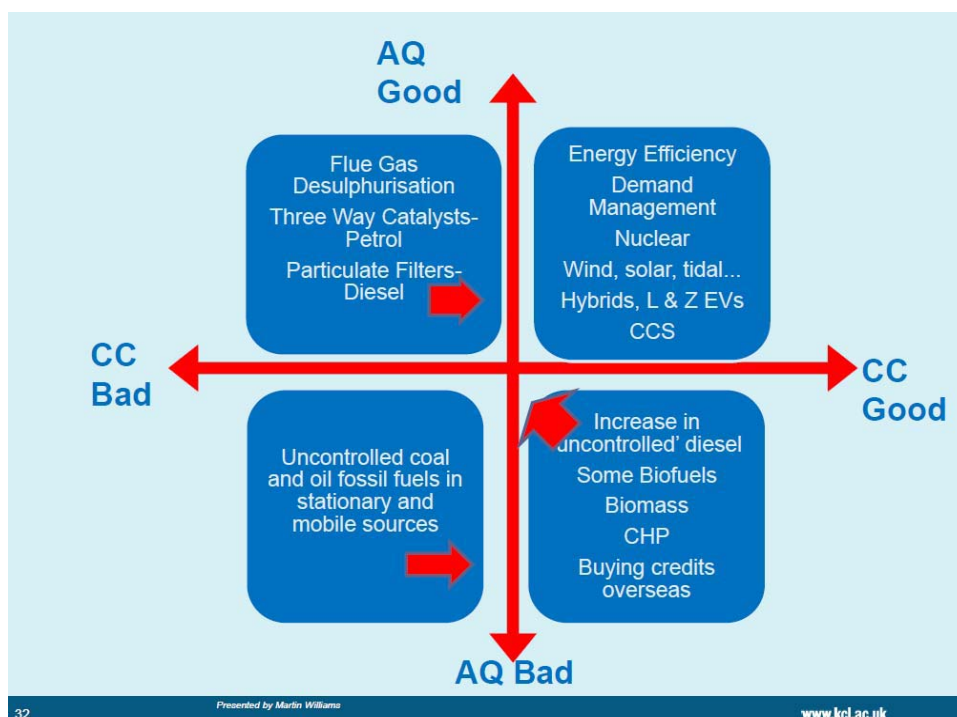 AQ
Good
Flue Gas
Desulphurisation
Three Way Catalysts-
Petrol
Particulate Filters-
Diesel
Energy Efficiency
Demand
Management
Nuclear
Wind, solar, tidal...
Hybrids, L & Z EVs
CCS
CC
Bad
CC
Good
Uncontrolled coal
and oil fossil fuels in
stationary and
mobile sources
Increase in
uncontrolled’ diesel
Some Biofuels
Biomass
CHP
Buying credits
overseas
AQ Bad
32
Presented by Martin Williams
www.kcl.ac.uk